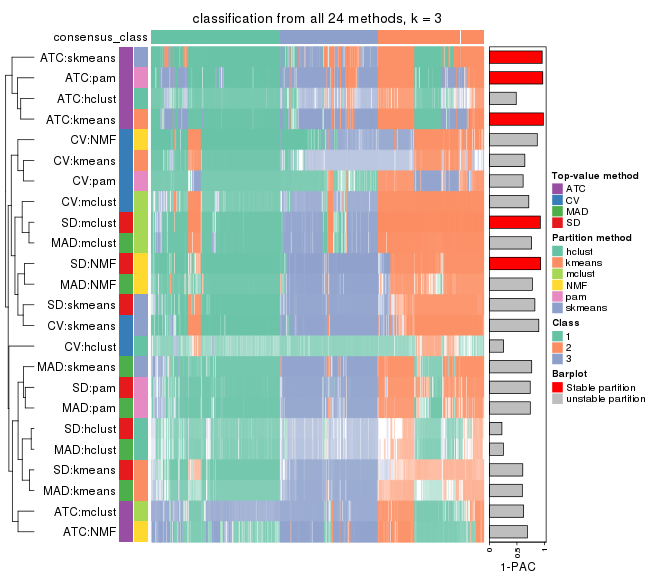 classification from all 24 methods, k = 3
consensus_class
ATC:skmeans
ATC:pam
ATC:hclust
ATC:kmeans
CV:NMF
CV:kmeans
CV:pam
CV:mclust
SD:mclust
MAD:mclust
SD:NMF
MAD:NMF
SD:skmeans
CV:skmeans
CV:hclust
MAD:skmeans
SD:pam
MAD:pam
SD:hclust
MAD:hclust
SD:kmeans
MAD:kmeans
ATC:mclust
ATC:NMF
0
0.5
1
1-PAC
Top-value method
ATC
CV
MAD
SD
Partition method
hclust
kmeans
mclust
NMF
pam
skmeans
Class
1
2
3
Barplot
Stable partition
unstable partition